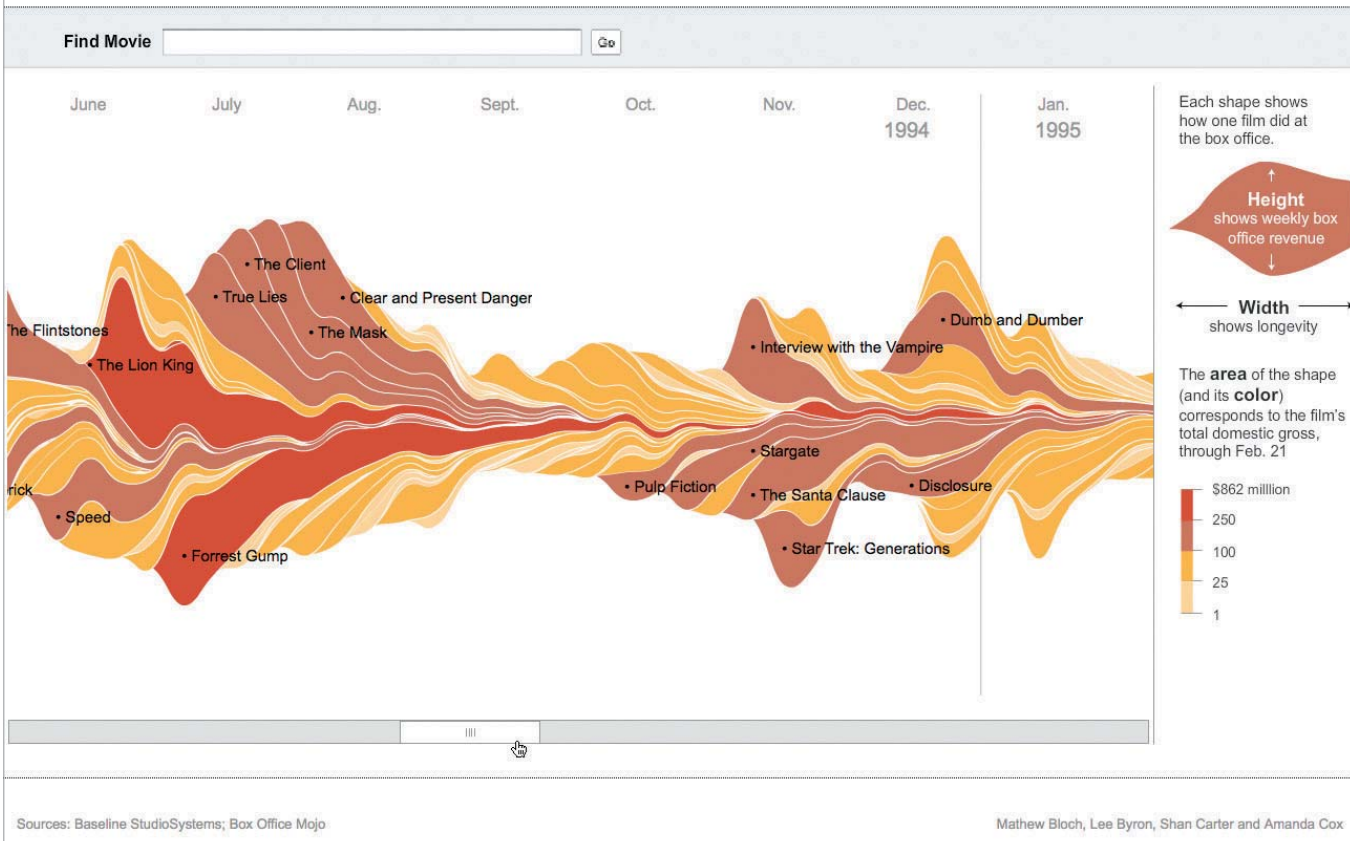 Find Movie
Go
June
July
Aug.
Sept.
Oct.
Nov.
Dec.
1994
Jan.
1995
Each shape shows
how one film did at
the box office.
Height
shows weekly box
office revenue
Width
shows longevity
The area of the shape
(and its color)
corresponds to the film's
total domestic gross,
through Feb. 21
$862 milllion
250
100
25
1
The Client
True Lies
Clear and Present Danger
The Mask
The Flintstones
The Lion King
Dumb and Dumber
Interview with the Vampire
Stargate
Pulp Fiction
The Santa Clause
Disclosure
rick
Speed
Star Trek: Generations
Forrest Gump
Sources: Baseline StudioSystems; Box Office Mojo
Mathew Bloch, Lee Byron, Shan Carter and Amanda Cox